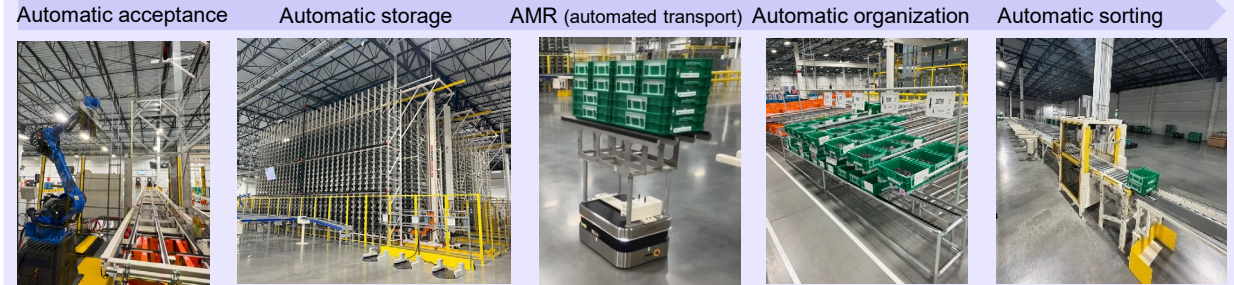 Automatic acceptance
Automatic storage
AMR (automated transport)
Automatic organization
Automatic sorting